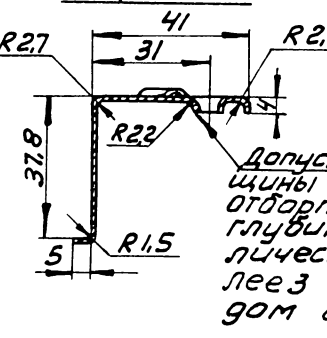 41
31
R2,7
R2,
4
R2,2
37,8
Допус
щины
отборт
глуби
личес
лее 3
дом
5
R1,5